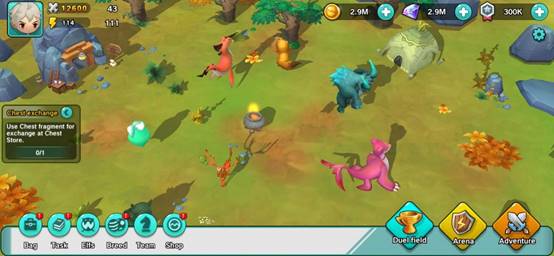 12600 43
114 111
2.9M
2.9M
300K
Chest exchange
Use Chest fragment for
exchange at Chest
Store.
0/1
Bag
Task
Elfs
Breed
Team
Shop
Duel field
Arena
Adventure